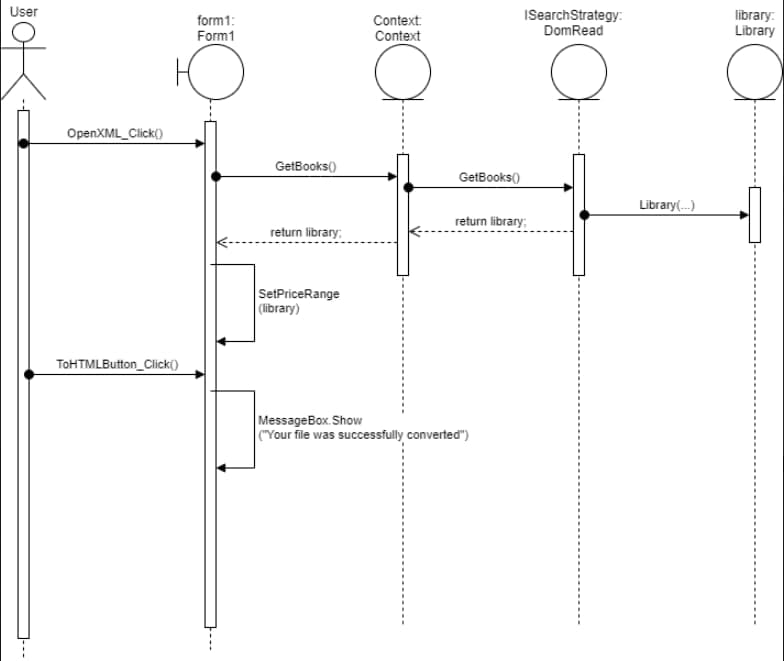 User
form1:
Form1
Context:
Context
ISearchStrategy:
DomRead
library:
Library
OpenXML_Click()
GetBooks()
GetBooks()
Library(...)
return library;
return library;
SetPriceRange
(library)
ToHTMLButton_Click()
MessageBox.Show
("Your file was successfully converted")